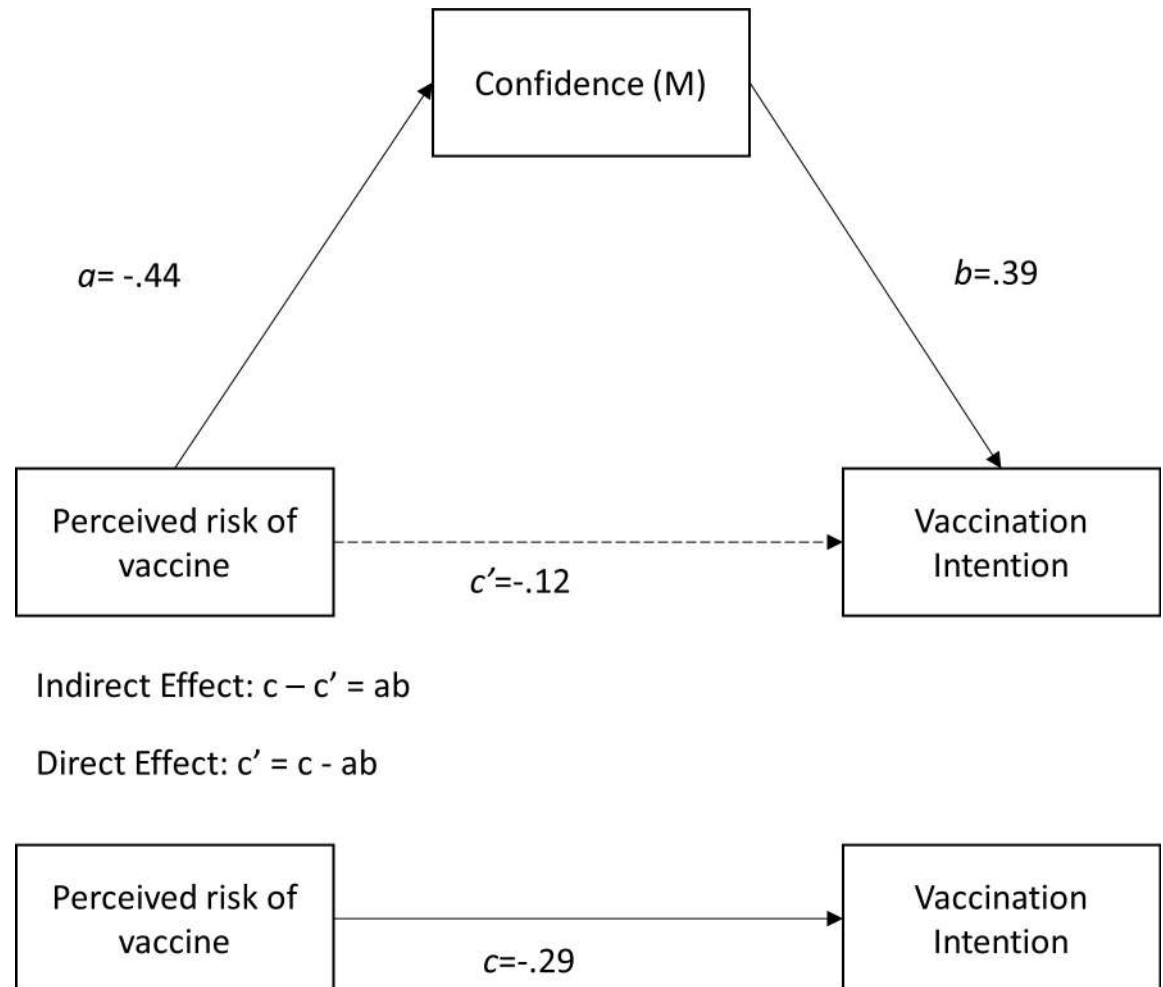 Confidence (M)
a= -.44
b=.39
Perceived risk of
vaccine
Vaccination
Intention
c’=-.12
Indirect Effect: c – c’ = ab
Direct Effect: c’ = c - ab
Perceived risk of
vaccine
Vaccination
Intention
c=-.29